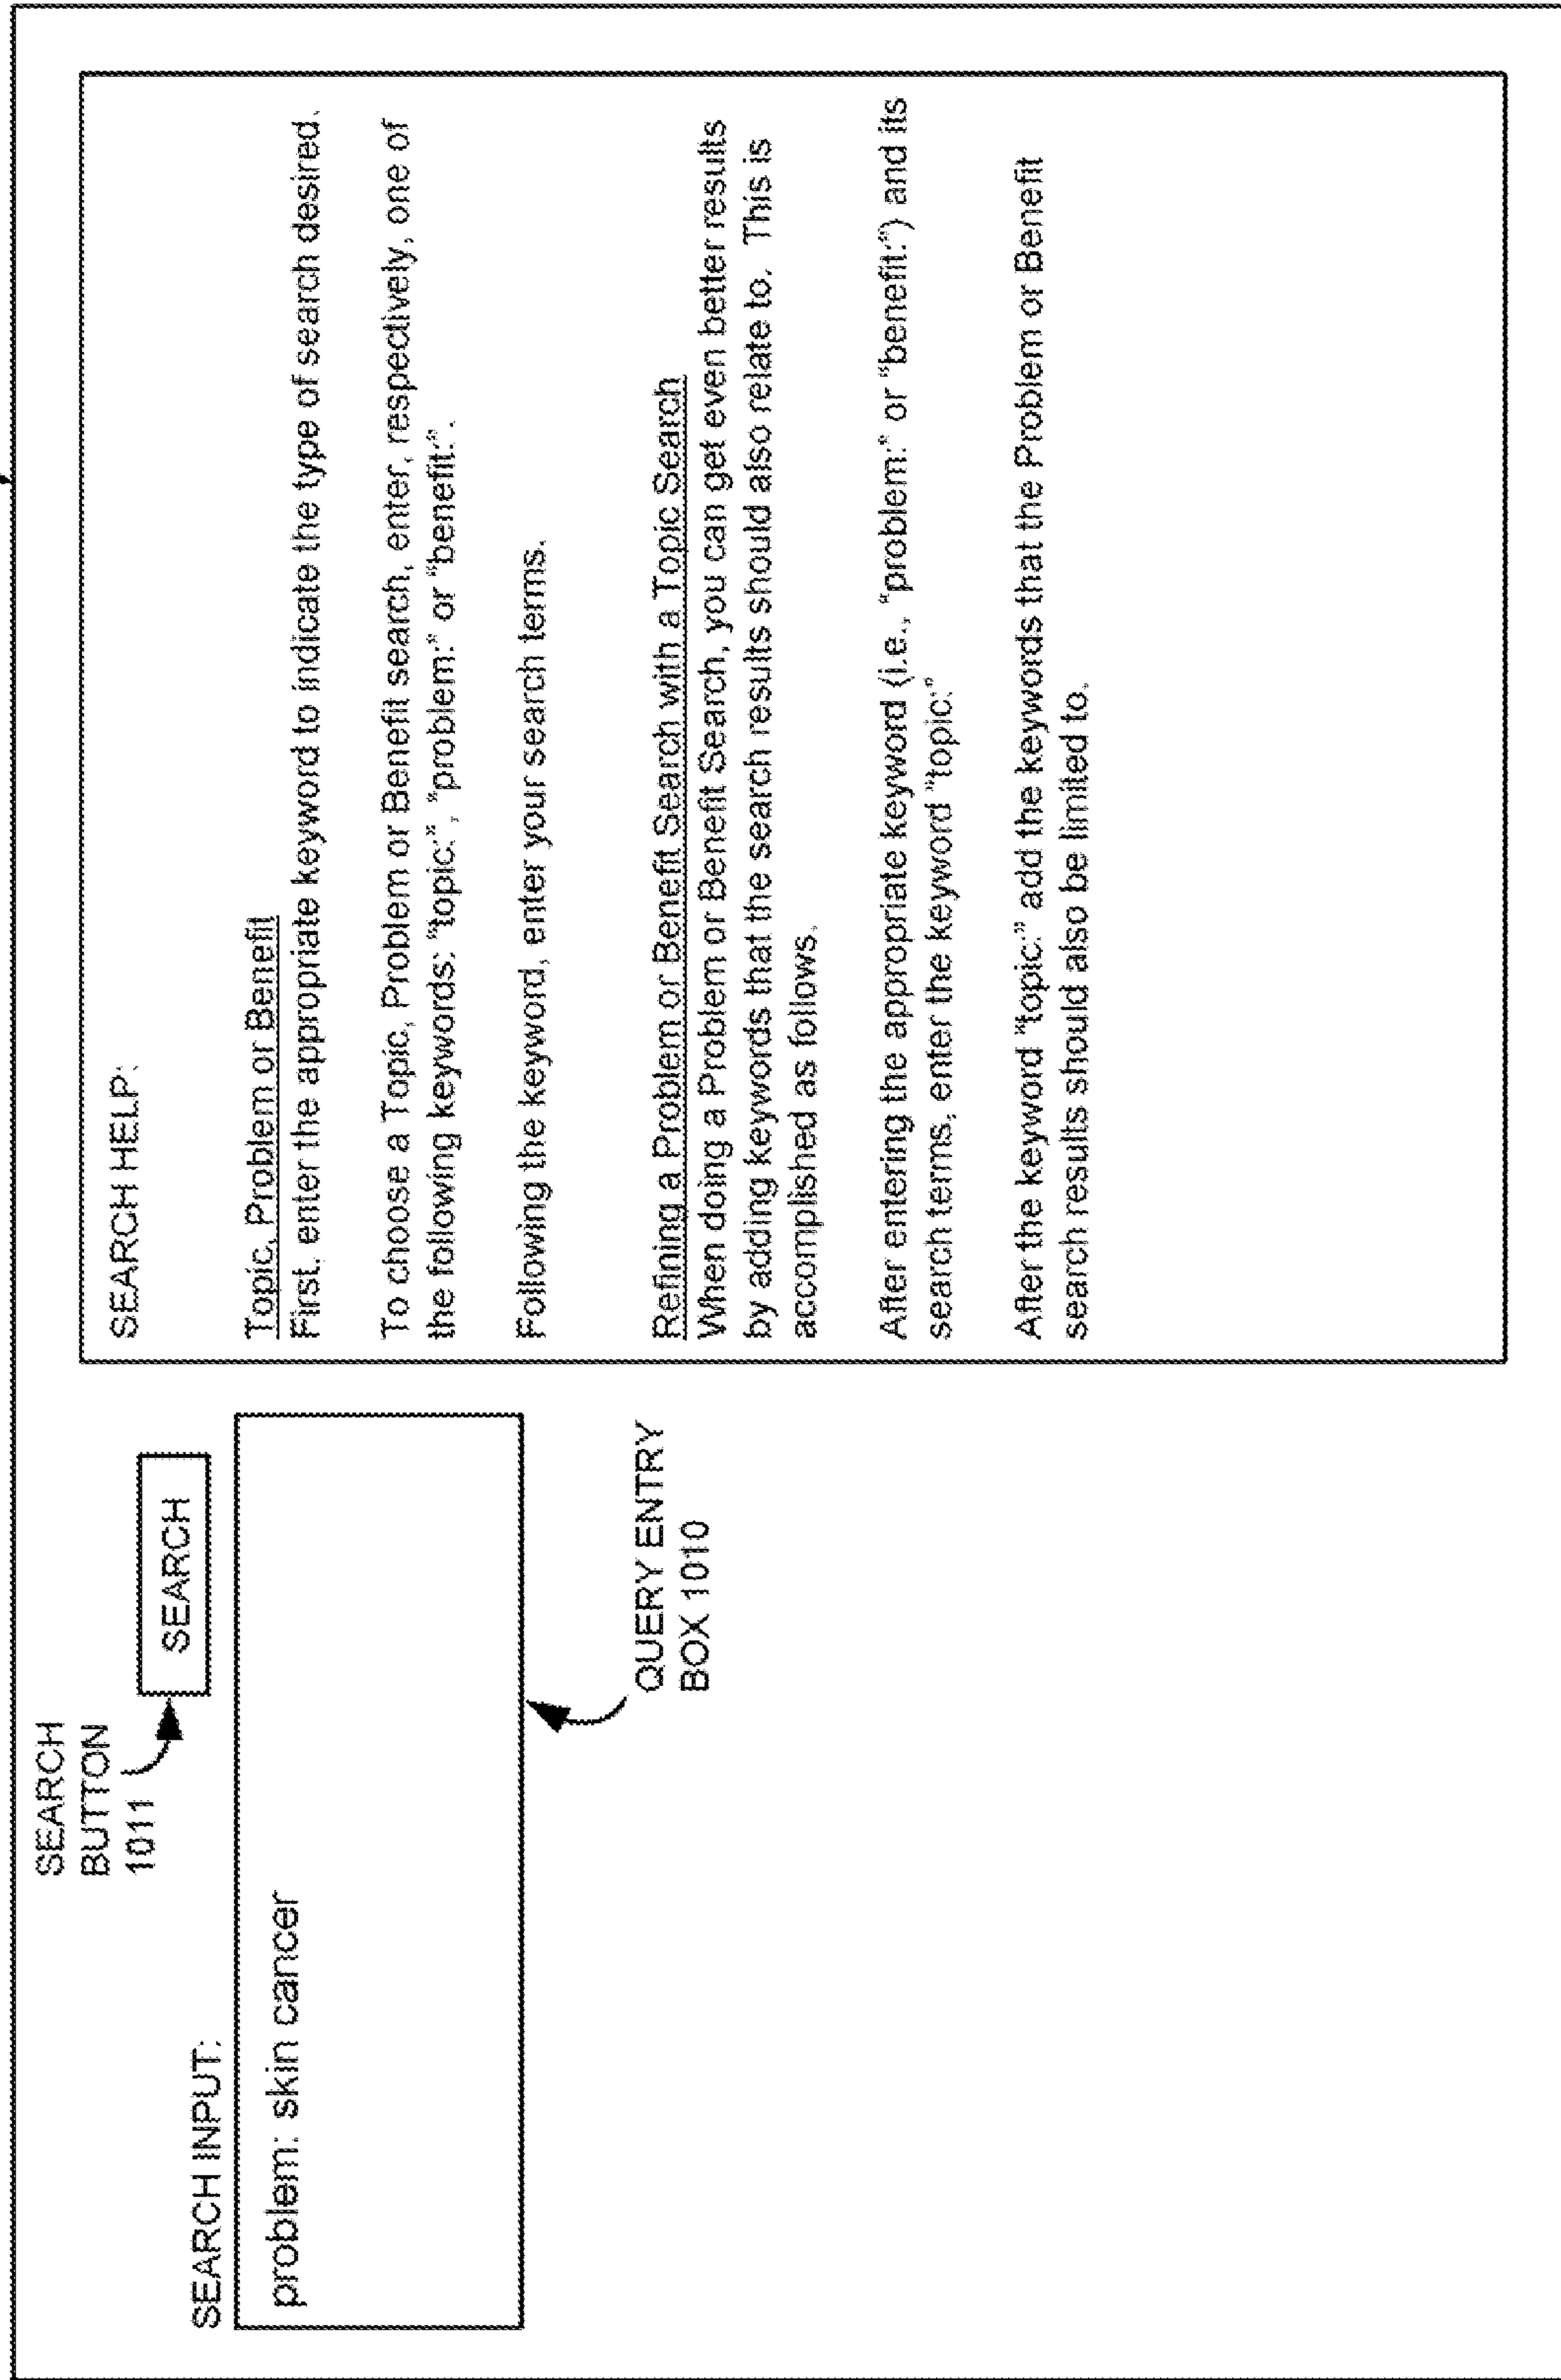 SEARCH
BUTTON
1011
SEARCH
SEARCH INPUT:
problem: skin cancer
QUERY ENTRY
BOX 1010
SEARCH HELP:
Topic, Problem or Benefit
First, enter the appropriate keyword to indicate the type of search desired.
To choose a Topic, Problem or Benefit search, enter, respectively, one of
the following keywords: "topic:", "problem:" or "benefit:".
Following the keyword, enter your search terms.
Refining a Problem or Benefit Search with a Topic Search
When doing a Problem or Benefit Search, you can get even better results
by adding keywords that the search results should also relate to. This is
accomplished as follows.
After entering the appropriate keyword (i.e., "problem:" or "benefit:") and its
search terms, enter the keyword "topic:"
After the keyword "topic:" add the keywords that the Problem or Benefit
search results should also be limited to.